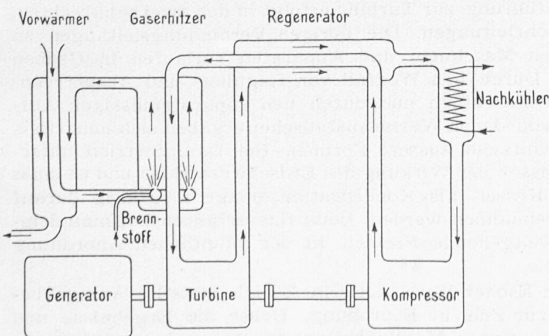 Vorwärmer
Gaserhitzer
Regenerator
Nachkühler
Brenn-
stoff
Generator
Turbine
Kompressor